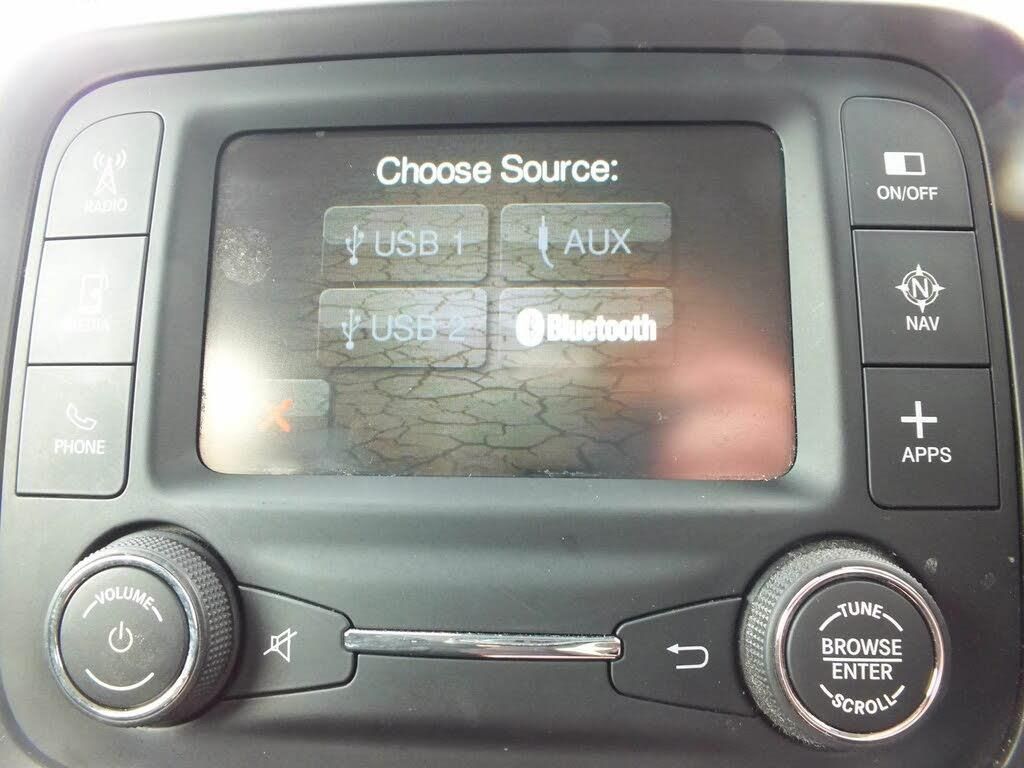 Choose Source:
USB 1
AUX
USB 2
Bluetooth
RADIO
MEDIA
PHONE
ON/OFF
N
NAV
APPS
VOLUME
TUNE
BROWSE
ENTER
SCROLL